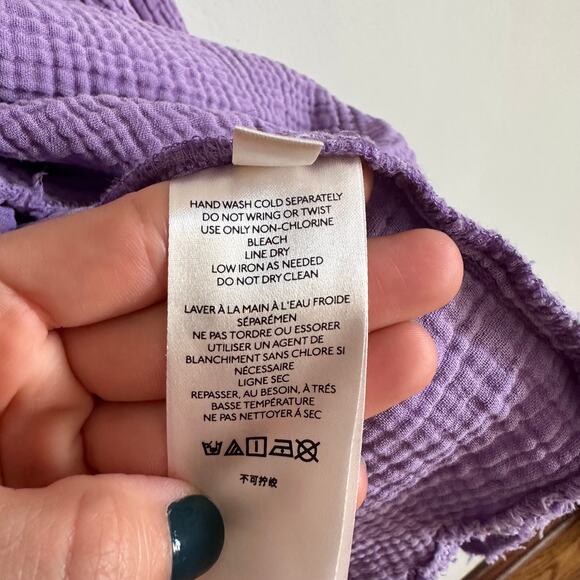 HAND WASH COLD SEPARATELY
DO NOT WRING OR TWIST
USE ONLY NON-CHLORINE
BLEACH
LINE DRY
LOW IRON AS NEEDED
DO NOT DRY CLEAN
LAVER À LA MAIN À L'EAU FROIDE
SÉPARÉMEN
NE PAS TORDRE OU ESSORER
UTILISER UN AGENT DE
BLANCHIMENT SANS CHLORE SI
NÉCESSAIRE
LIGNE SEC
REPASSER, AU BESOIN, À TRÉS
BASSE TEMPÉRATURE
NE PAS NETTOYER Á SEC
不可拧绞